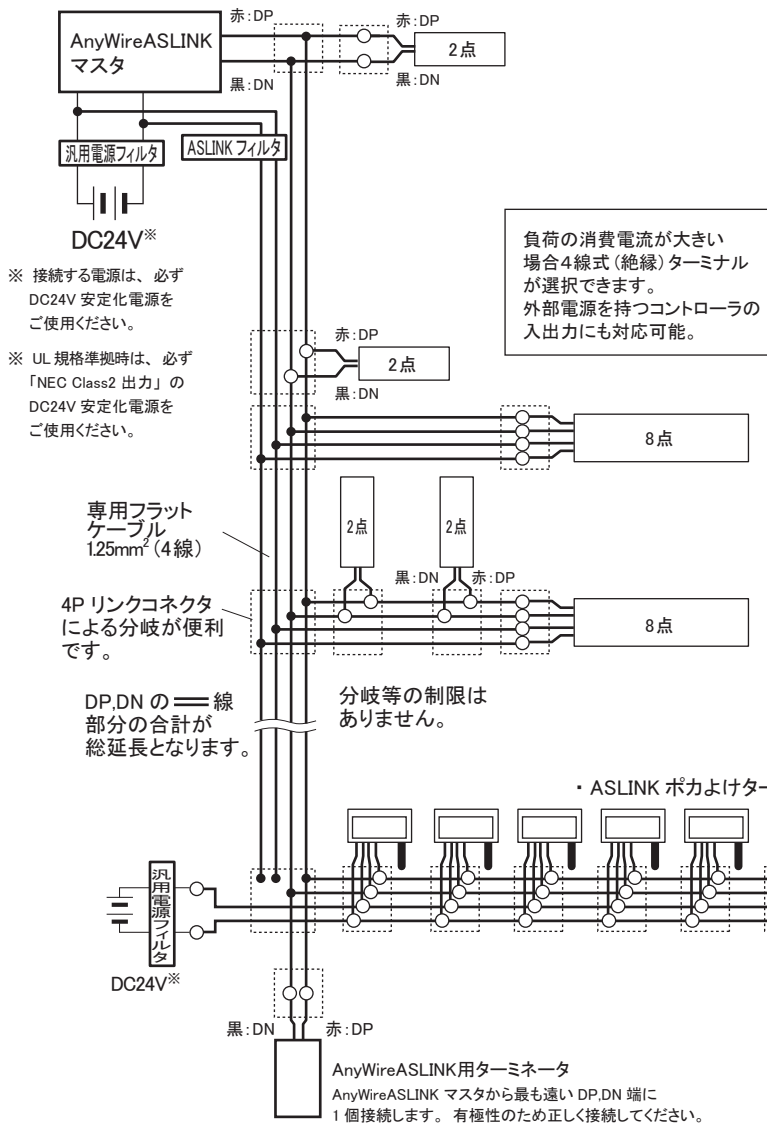 赤:DP
赤:DP
AnyWireASLINK
マスタ
2点
黒:DN
黒:DN
汎用電源フィルタ
ASLINK フィルタ
DC24V※
※ 接続する電源は、必ず
DC24V 安定化電源を
ご使用ください。
※ UL 規格準拠時は、必ず
「NEC Class2 出力」の
DC24V 安定化電源を
ご使用ください。
負荷の消費電流が大きい
場合4線式(絶縁)ターミナル
が選択できます。
外部電源を持つコントローラの
入出力にも対応可能。
赤:DP
2点
黒:DN
8点
専用フラット
ケーブル
1.25mm²(4線)
2点
2点
黒:DN
赤:DP
4P リンクコネクタ
による分岐が便利
です。
8点
DP,DN の 線
部分の合計が
総延長となります。
分岐等の制限は
ありません。
・ASLINK ポカよけター
汎用電源フィルタ
DC24V※
黒:DN
赤:DP
AnyWireASLINK用ターミネータ
AnyWireASLINK マスタから最も遠い DP,DN 端に
1 個接続します。有極性のため正しく接続してください。